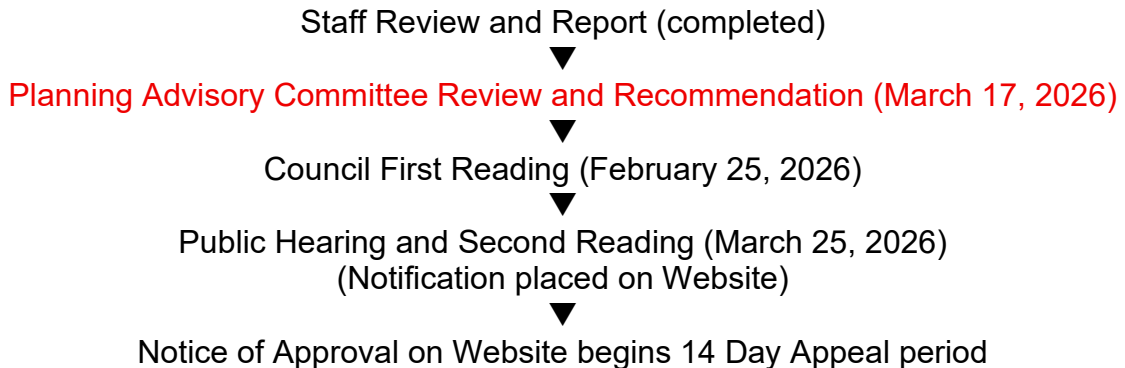 Staff Review and Report (completed)
Planning Advisory Committee Review and Recommendation (March 17, 2026)
Council First Reading (February 25, 2026)
Public Hearing and Second Reading (March 25, 2026)
(Notification placed on Website)
Notice of Approval on Website begins 14 Day Appeal period